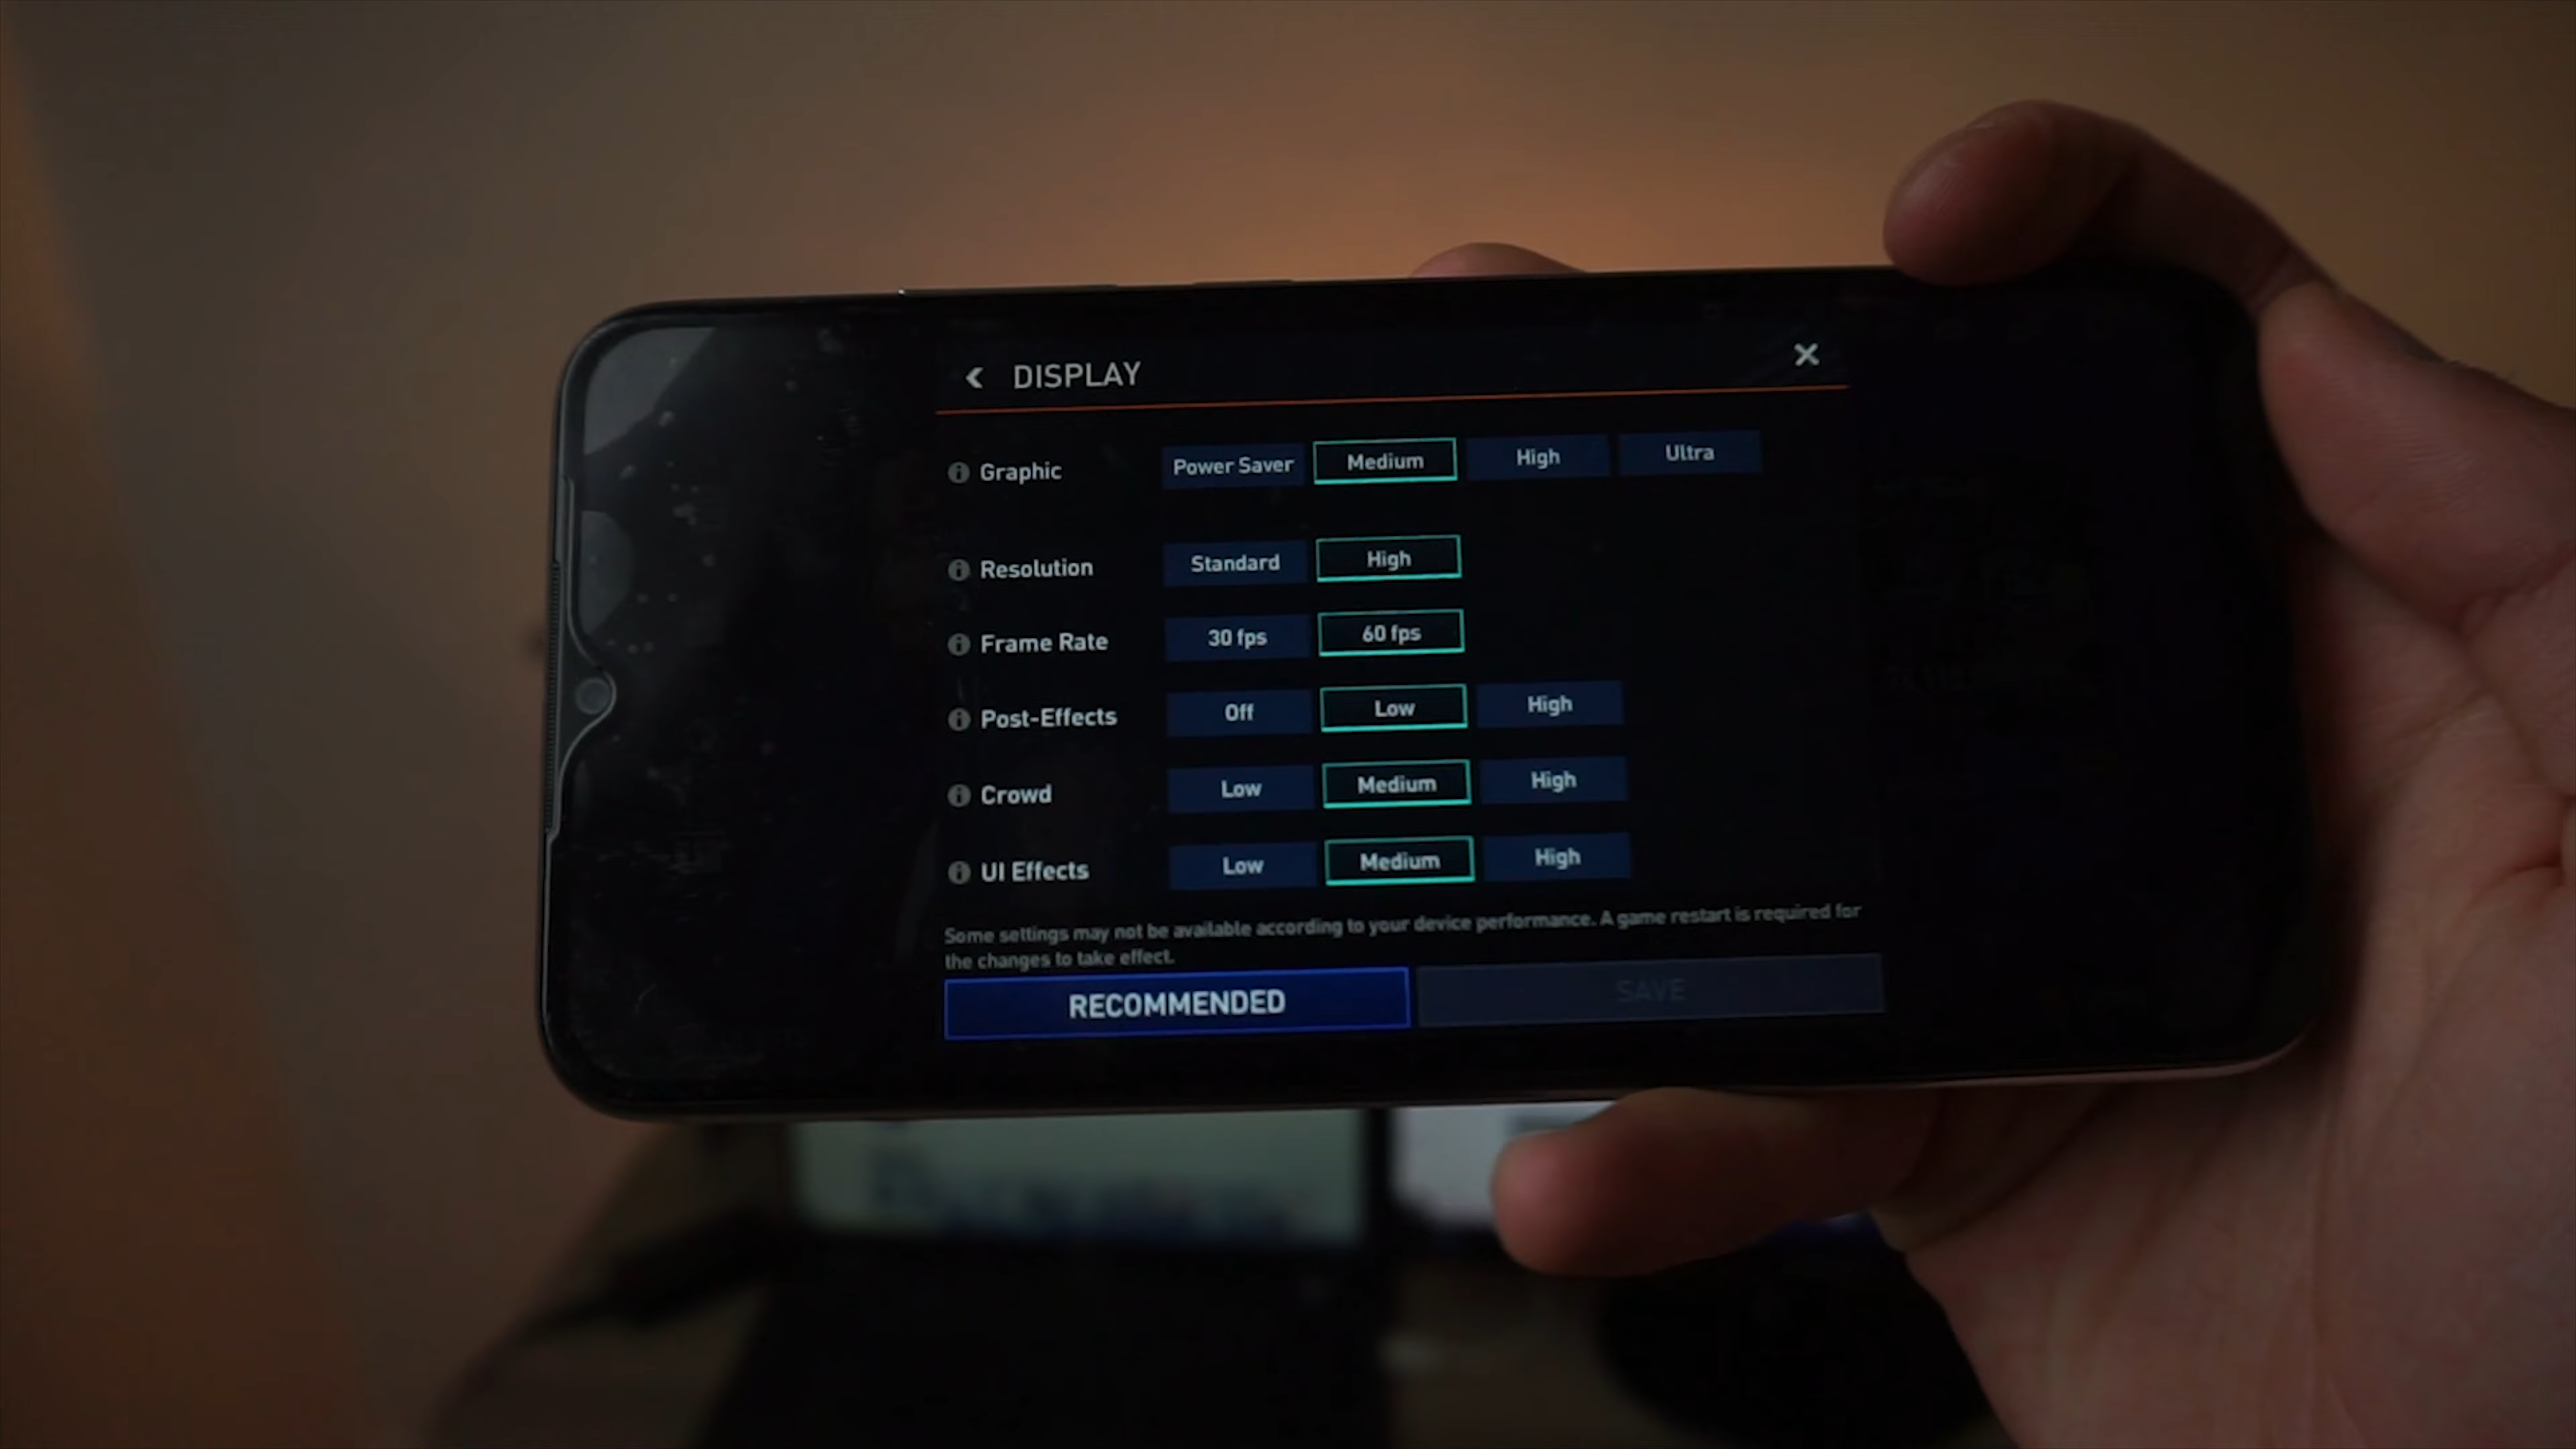 DISPLAY
Graphic Power Saver Medium High Ultra
Resolution Standard High
Frame Rate 30 fps 60 fps
Post-Effects Off Low High
Crowd Low Medium High
UI Effects Low Medium High
Some settings may not be available according to your device performance. A game restart is required for
the changes to take effect.
RECOMMENDED SAVE